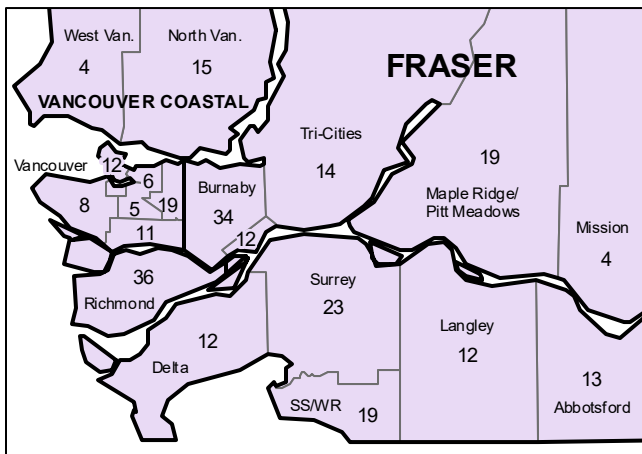 West Van.
4
North Van.
15
VANCOUVER COASTAL
FRASER
Tri-Cities
14
19
Maple Ridge/
Pitt Meadows
Mission
4
Vancouver
12
6
8
5
19
11
Burnaby
34
12
36
Richmond
Surrey
23
12
Delta
Langley
12
SS/WR
19
13
Abbotsford